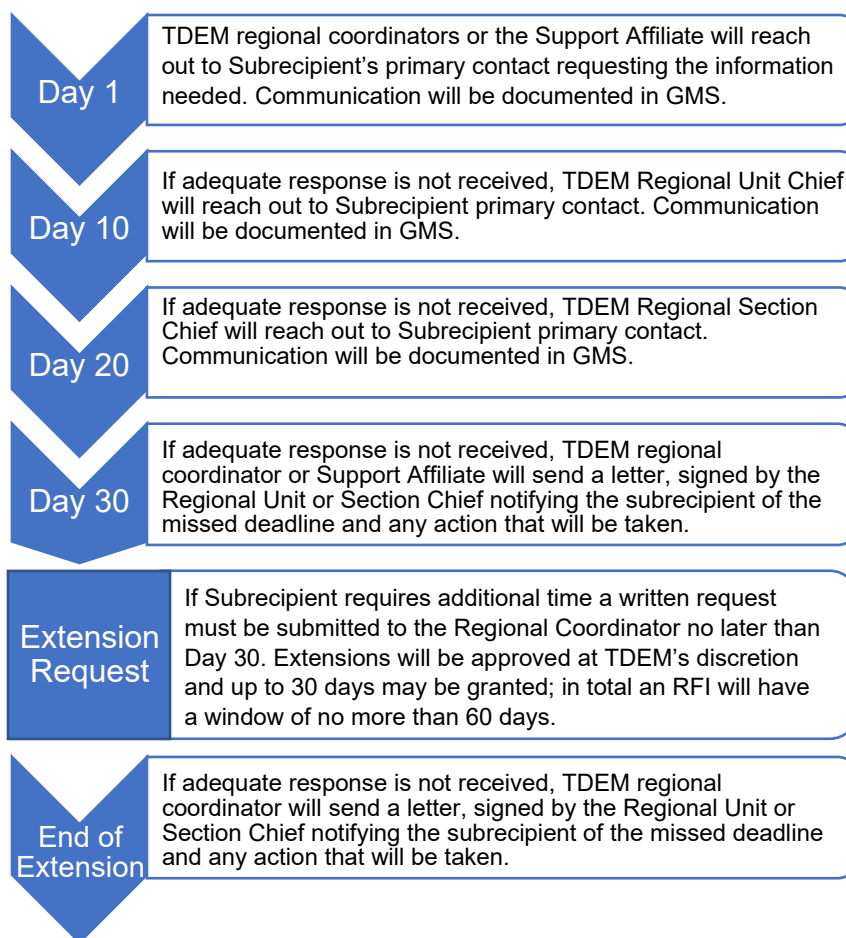 Day 1
TDEM regional coordinators or the Support Affiliate will reach
out to Subrecipient's primary contact requesting the information
needed. Communication will be documented in GMS.
Day 10
If adequate response is not received, TDEM Regional Unit Chief
will reach out to Subrecipient primary contact. Communication
will be documented in GMS.
Day 20
If adequate response is not received, TDEM Regional Section
Chief will reach out to Subrecipient primary contact.
Communication will be documented in GMS.
Day 30
If adequate response is not received, TDEM regional
coordinator or Support Affiliate will send a letter, signed by the
Regional Unit or Section Chief notifying the subrecipient of the
missed deadline and any action that will be taken.
Extension
Request
If Subrecipient requires additional time a written request
must be submitted to the Regional Coordinator no later than
Day 30. Extensions will be approved at TDEM's discretion
and up to 30 days may be granted; in total an RFI will have
a window of no more than 60 days.
End of
Extension
If adequate response is not received, TDEM regional
coordinator will send a letter, signed by the Regional Unit or
Section Chief notifying the subrecipient of the missed deadline
and any action that will be taken.